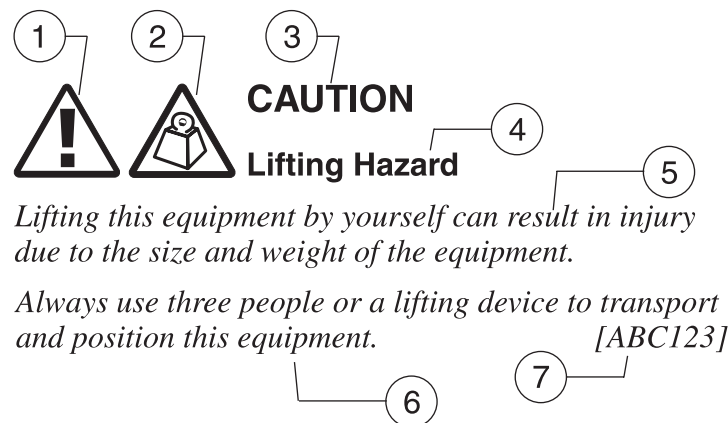 1 2 3
CAUTION
4
Lifting Hazard
5
Lifting this equipment by yourself can result in injury
due to the size and weight of the equipment.
Always use three people or a lifting device to transport
and position this equipment. [ABC123]
7
6